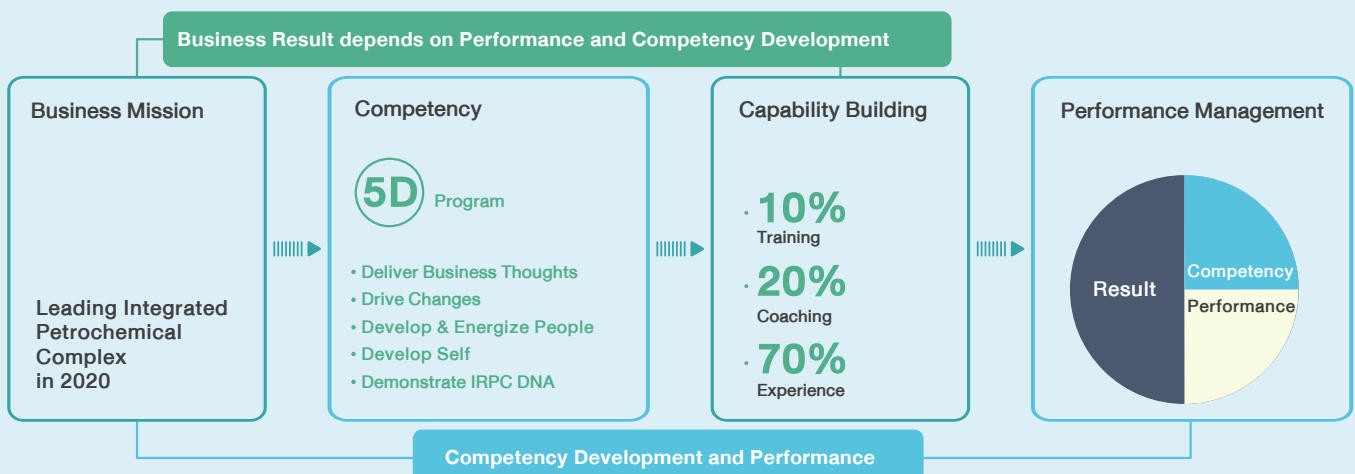 Business Result depends on Performance and Competency Development
Business Mission
Leading Integrated
Petrochemical
Complex
in 2020
Competency
5D Program
• Deliver Business Thoughts
• Drive Changes
• Develop & Energize People
• Develop Self
• Demonstrate IRPC DNA
Capability Building
· 10%
Training
· 20%
Coaching
· 70%
Experience
Performance Management
Result
Competency
Performance
Competency Development and Performance